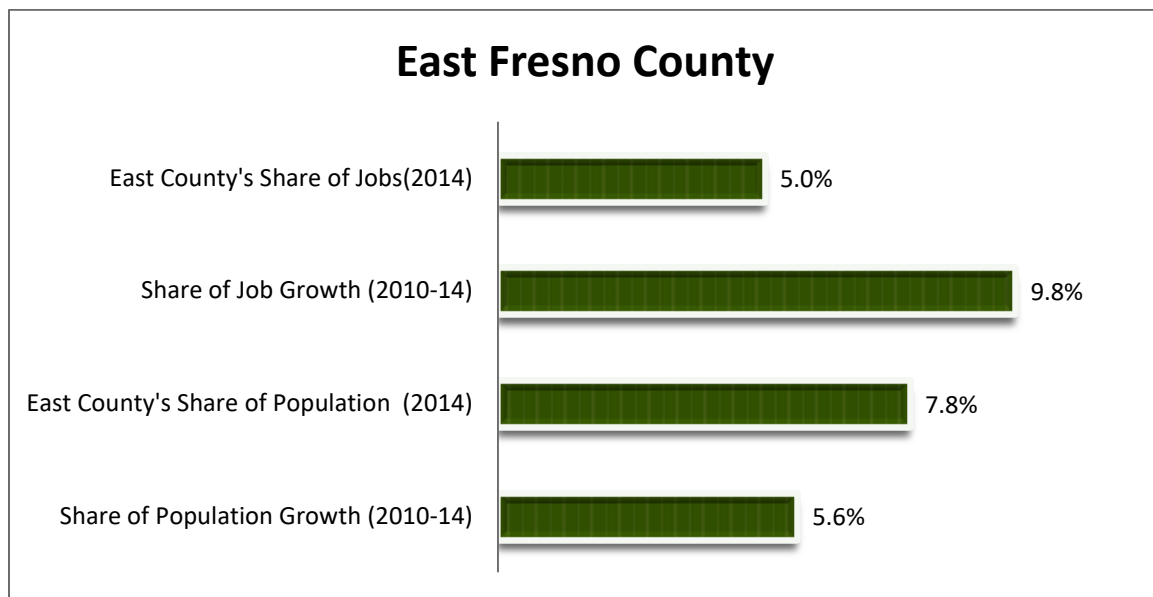 East Fresno County
East County's Share of Jobs(2014)
5.0%
Share of Job Growth (2010-14)
9.8%
East County's Share of Population  (2014)
7.8%
Share of Population Growth (2010-14)
5.6%